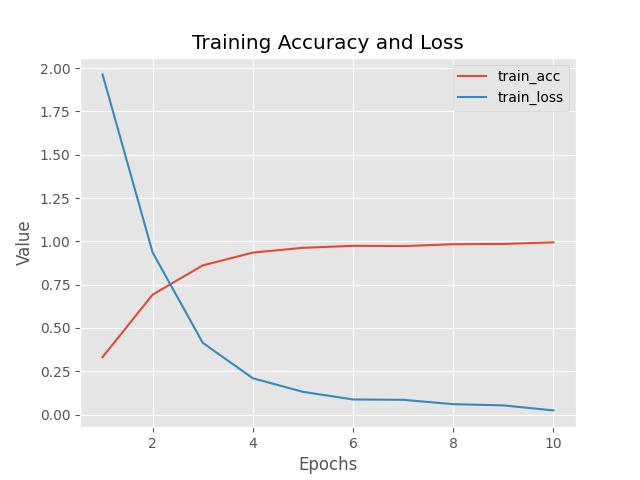 Training Accuracy and Loss
train_acc
train_loss
2.00
1.75
1.50
1.25
1.00
0.75
0.50
0.25
0.00
Value
2 4 6 8 10
Epochs